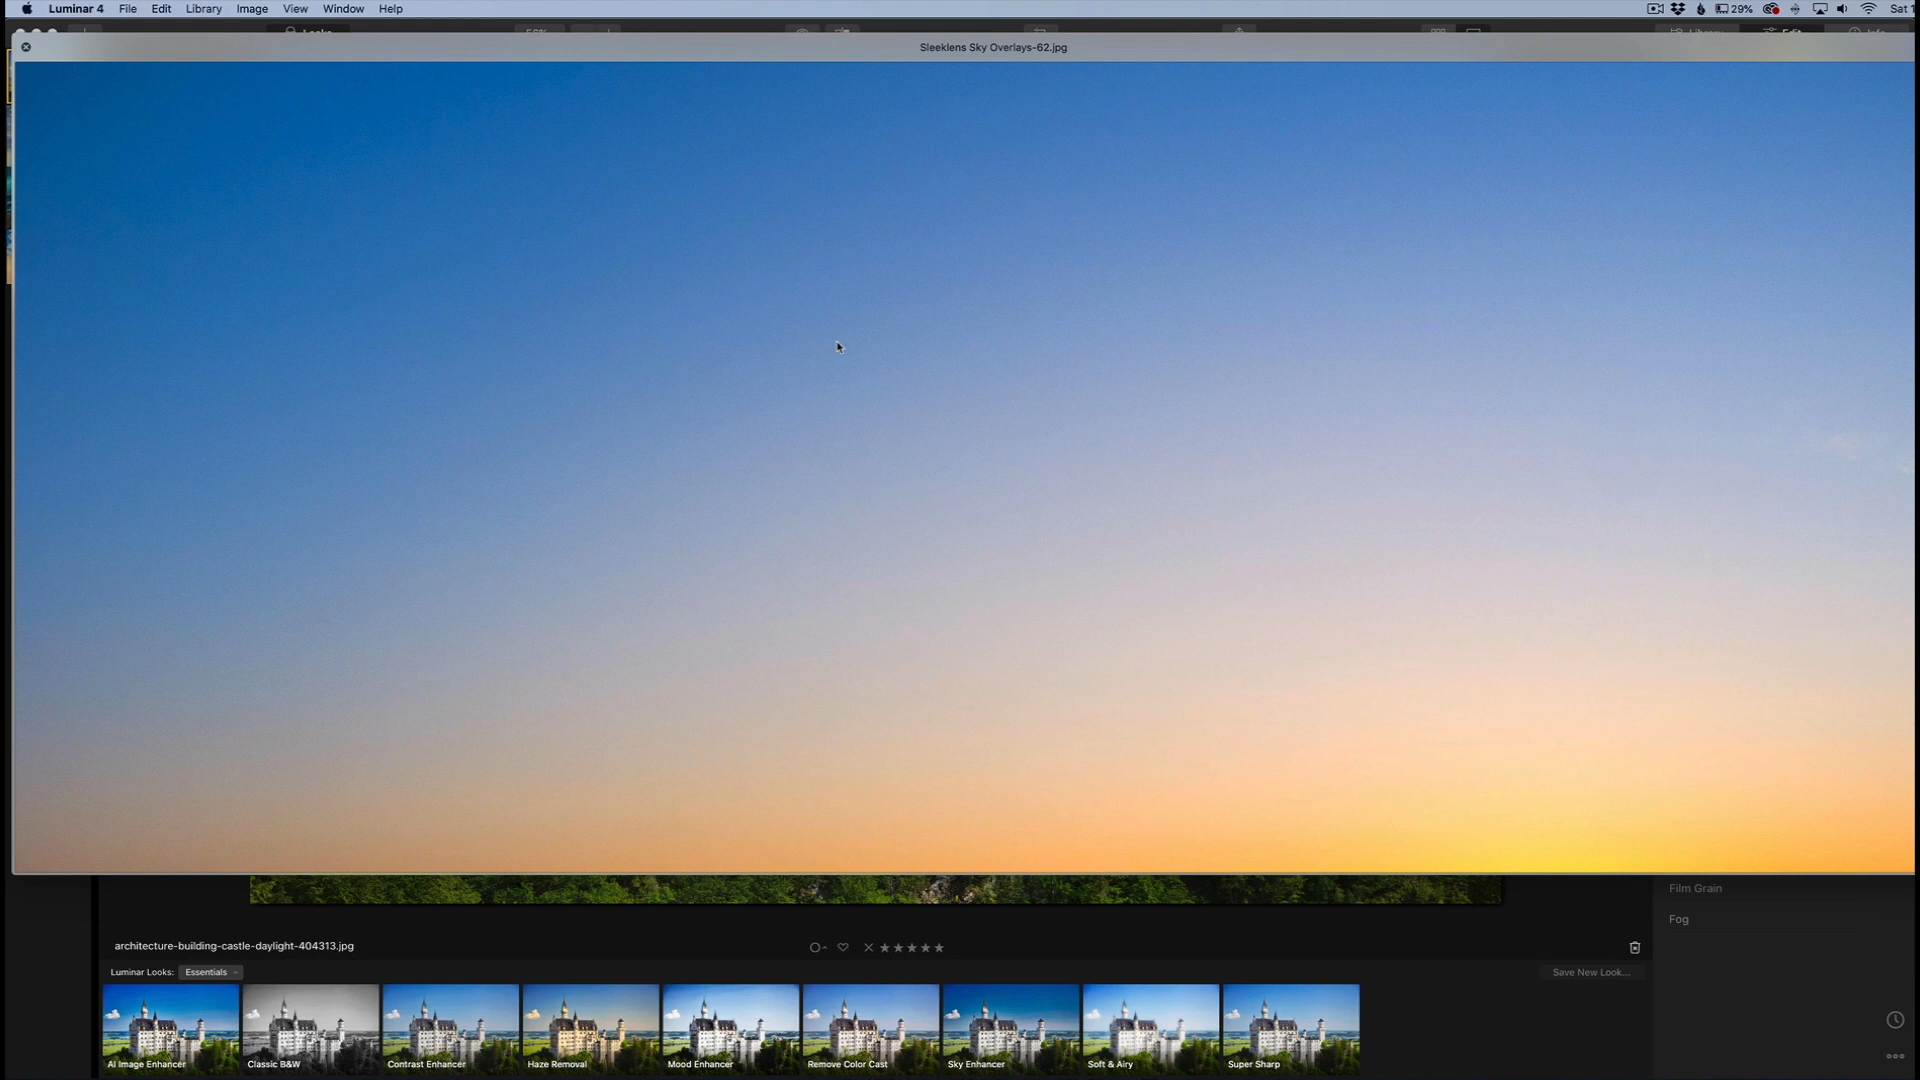 Luminar 4 File Edit Library Image View Window Help 29% Sat 1
Sleeklens Sky Overlays-62.jpg
Film Grain
Fog
architecture-building-castle-daylight-404313.jpg
Luminar Looks: Essentials Save New Look...
AI Image Enhancer Classic B&W Contrast Enhancer Haze Removal Mood Enhancer Remove Color Cast Sky Enhancer Soft & Airy Super Sharp